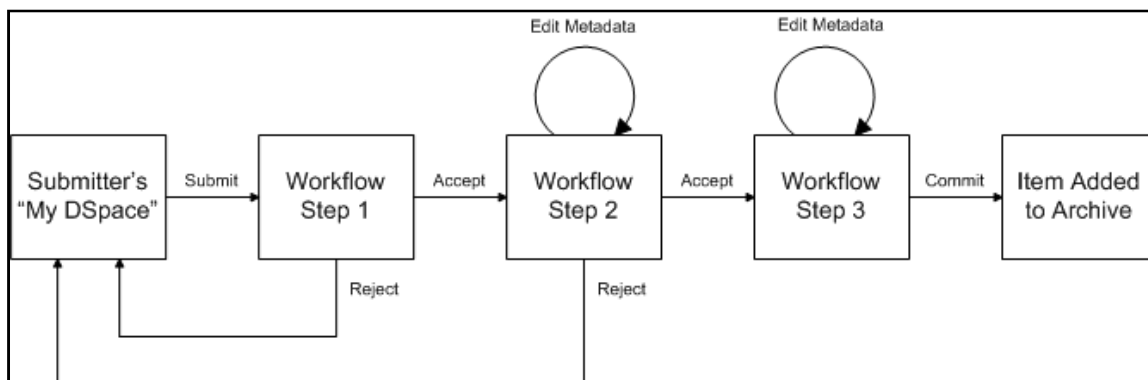 Edit Metadata
Edit Metadata
Submitter's
“My DSpace”
Submit
Workflow
Step 1
Accept
Workflow
Step 2
Accept
Workflow
Step 3
Commit
Item Added
to Archive
Reject
Reject